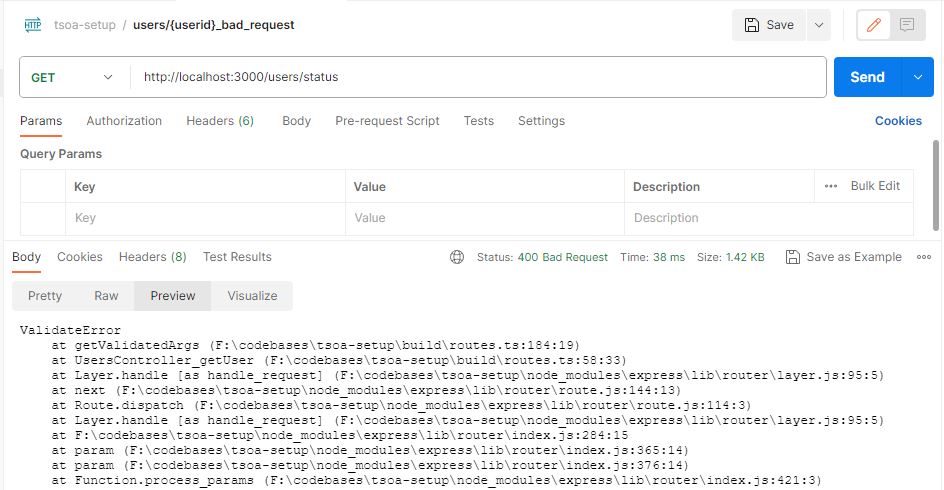 HTTP tsoa-setup / users/{userid}_bad_request Save
GET http://localhost:3000/users/status Send
Params Authorization Headers (6) Body Pre-request Script Tests Settings Cookies
Query Params
Key Value Description Bulk Edit
Key Value Description
Body Cookies Headers (8) Test Results Status: 400 Bad Request Time: 38 ms Size: 1.42 KB Save as Example
Pretty Raw Preview Visualize
ValidateError
    at getValidatedArgs (F:\codebases\tsoa-setup\build\routes.ts:184:19)
    at UsersController_getUser (F:\codebases\tsoa-setup\build\routes.ts:58:33)
    at Layer.handle [as handle_request] (F:\codebases\tsoa-setup\node_modules\express\lib\router\layer.js:95:5)
    at next (F:\codebases\tsoa-setup\node_modules\express\lib\router\route.js:144:13)
    at Route.dispatch (F:\codebases\tsoa-setup\node_modules\express\lib\router\route.js:114:3)
    at Layer.handle [as handle_request] (F:\codebases\tsoa-setup\node_modules\express\lib\router\layer.js:95:5)
    at F:\codebases\tsoa-setup\node_modules\express\lib\router\index.js:284:15
    at param (F:\codebases\tsoa-setup\node_modules\express\lib\router\index.js:365:14)
    at param (F:\codebases\tsoa-setup\node_modules\express\lib\router\index.js:376:14)
    at Function.process_params (F:\codebases\tsoa-setup\node_modules\express\lib\router\index.js:421:3)